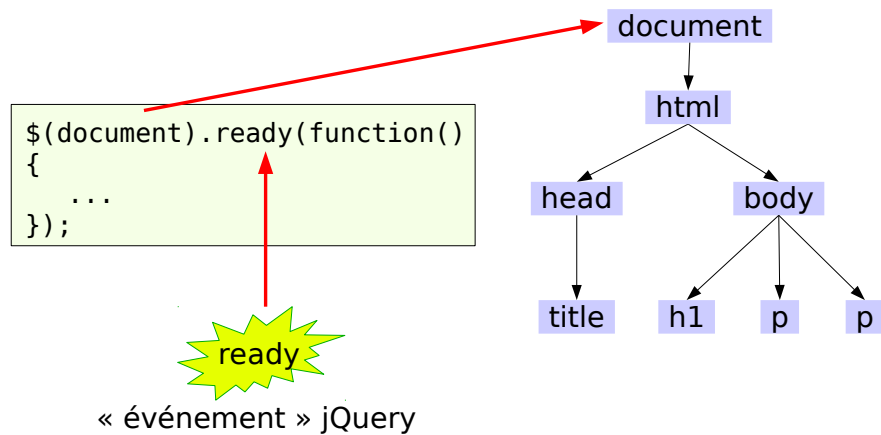 document
html
$(document).ready(function()
{
...
});
head
body
title
h1
p
p
ready
« événement » jQuery